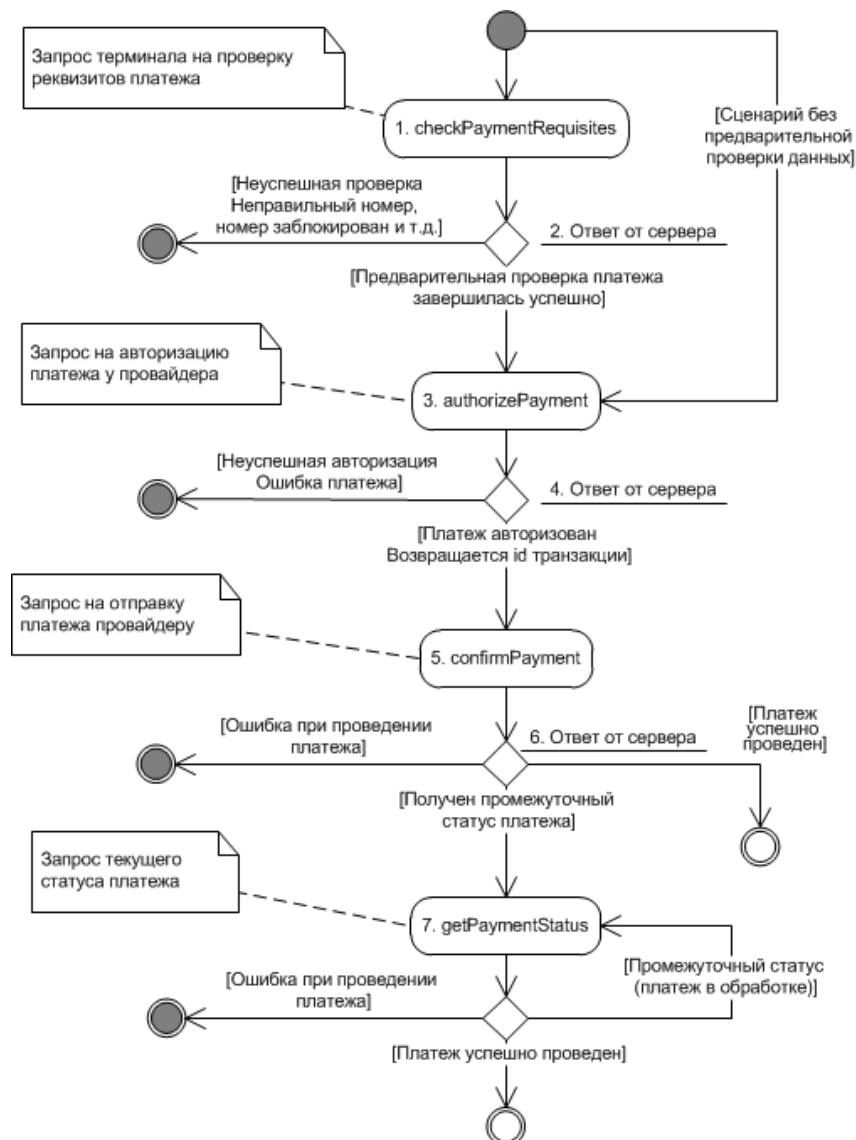 Запрос терминала на проверку
реквизитов платежа
1. checkPaymentRequisites
[Сценарий без
предварительной
проверки данных]
[Неуспешная проверка
Неправильный номер,
номер заблокирован и т.д.]
2. Ответ от сервера
[Предварительная проверка платежа
завершилась успешно]
Запрос на авторизацию
платежа у провайдера
3. authorizePayment
[Неуспешная авторизация
Ошибка платежа]
4. Ответ от сервера
[Платеж авторизован
Возвращается id транзакции]
Запрос на отправку
платежа провайдеру
5. confirmPayment
[Ошибка при проведении
платежа]
6. Ответ от сервера
[Платеж
успешно
проведен]
[Получен промежуточный
статус платежа]
Запрос текущего
статуса платежа
7. getPaymentStatus
[Промежуточный статус
(платеж в обработке)]
[Ошибка при проведении
платежа]
[Платеж успешно проведен]